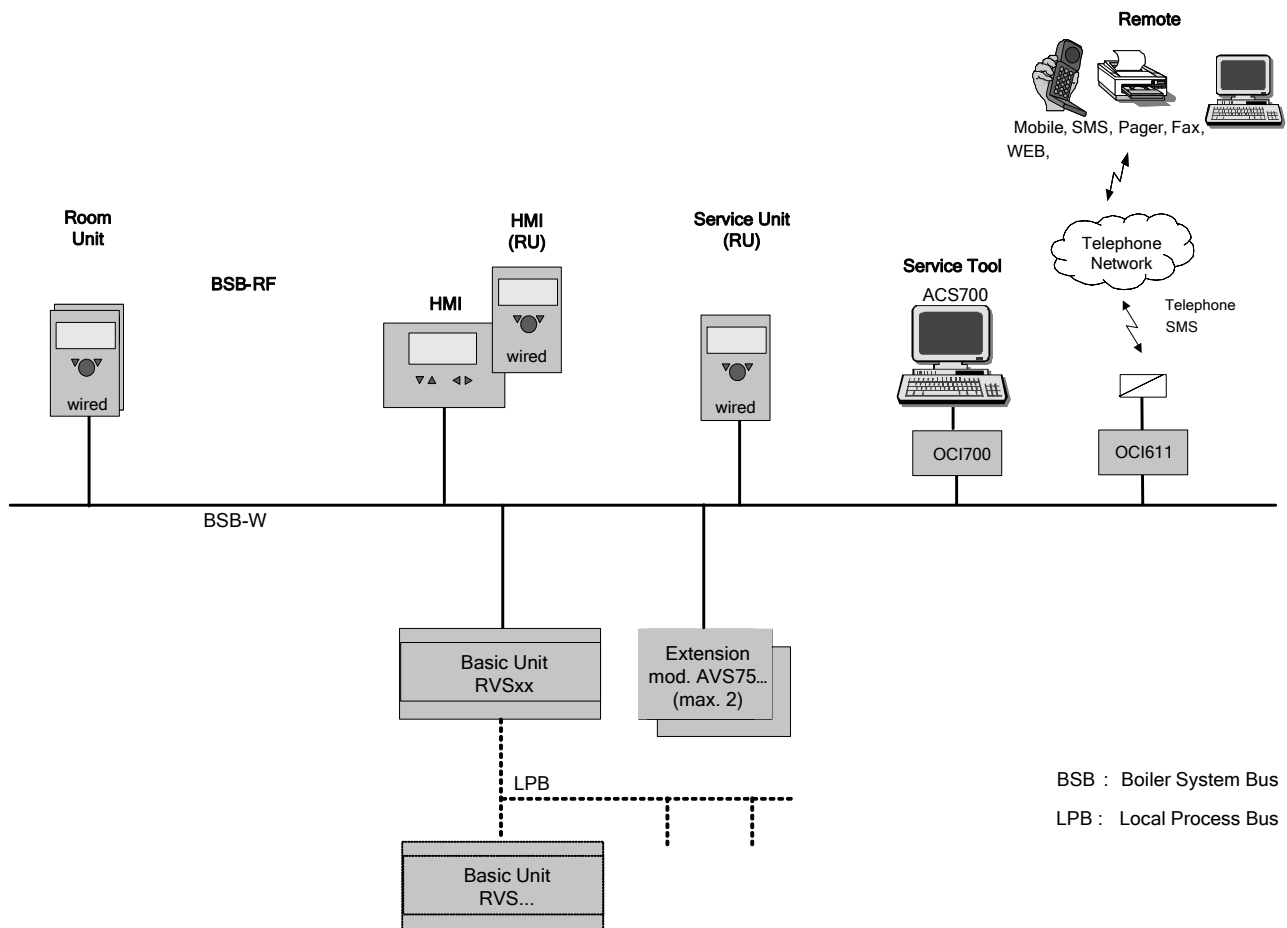 Remote
Mobile, SMS, Pager, Fax,
WEB,
Room
Unit
BSB-RF
HMI
(RU)
HMI
Service Unit
(RU)
Service Tool
ACS700
Telephone
Network
Telephone
SMS
wired
wired
wired
OCI700
OCI611
BSB-W
Basic Unit
RVSxx
Extension
mod. AVS75...
(max. 2)
LPB
BSB : Boiler System Bus
LPB : Local Process Bus
Basic Unit
RVS...